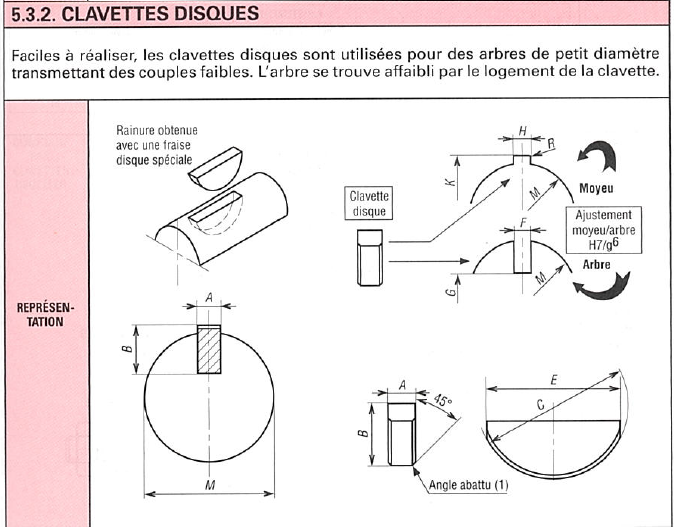 5.3.2. CLAVETTES DISQUES
Faciles à réaliser, les clavettes disques sont utilisées pour des arbres de petit diamètre
transmettant des couples faibles. L'arbre se trouve affaibli par le logement de la clavette.
REPRÉSEN-
TATION
Rainure obtenue
avec une fraise
disque spéciale
Clavette
disque
H
R
K
M
Moyeu
Ajustement
moyeu/arbre
H7/g6
F
G
M
Arbre
A
B
M
A
45°
B
Angle abattu (1)
E
C